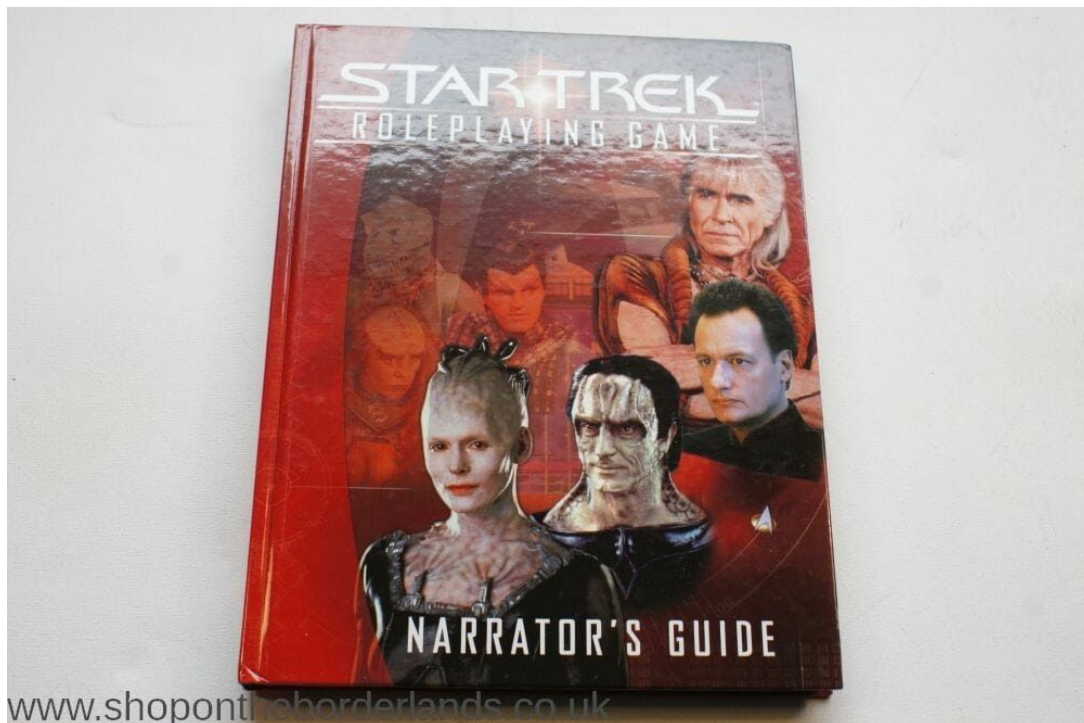 STAR TREK
ROLEPLAYING GAME
NARRATOR'S GUIDE
www.shopontheborderlands.co.uk